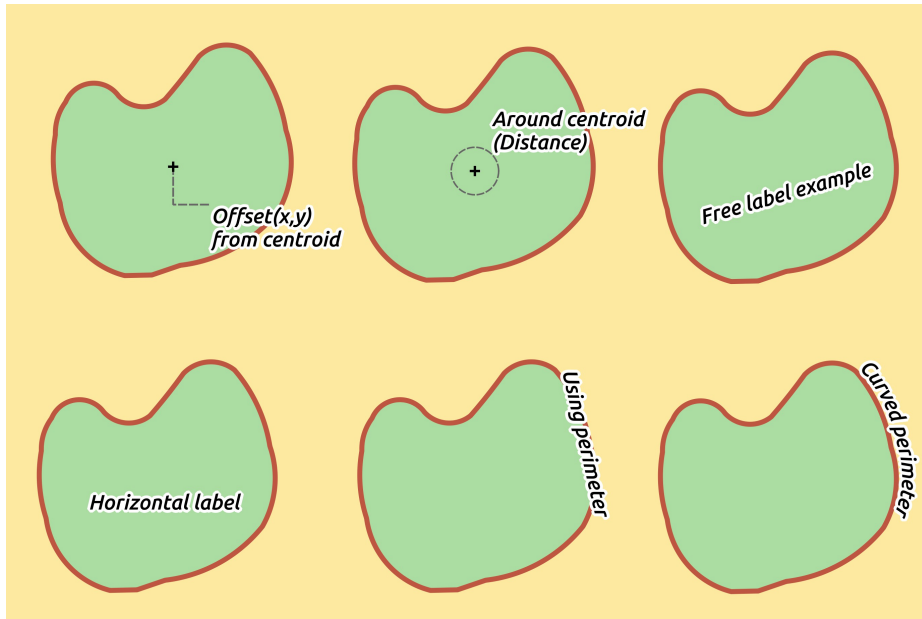 Offset(x,y)
from centroid
Around centroid
(Distance)
Free label example
Horizontal label
Using perimeter
Curved perimeter